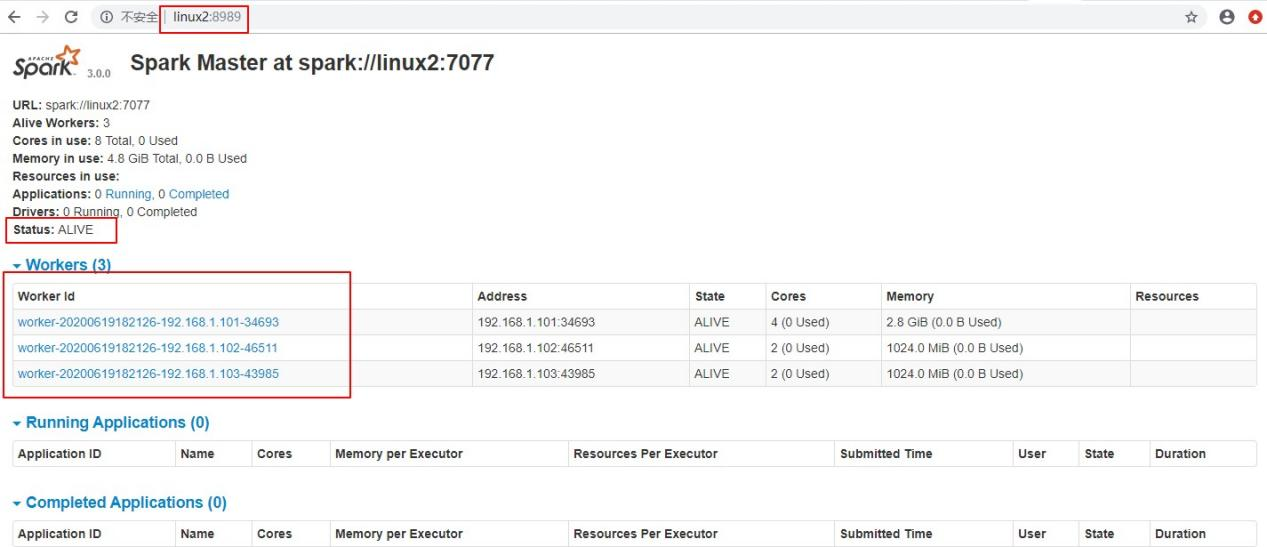 不安全 linux2:8989
APACHE Spark 3.0.0 Spark Master at spark://linux2:7077
URL: spark://linux2:7077
Alive Workers: 3
Cores in use: 8 Total, 0 Used
Memory in use: 4.8 GiB Total, 0.0 B Used
Resources in use:
Applications: 0 Running, 0 Completed
Drivers: 0 Running, 0 Completed
Status: ALIVE
Workers (3)
Worker Id Address State Cores Memory Resources
worker-20200619182126-192.168.1.101-34693 192.168.1.101:34693 ALIVE 4 (0 Used) 2.8 GiB (0.0 B Used)
worker-20200619182126-192.168.1.102-46511 192.168.1.102:46511 ALIVE 2 (0 Used) 1024.0 MiB (0.0 B Used)
worker-20200619182126-192.168.1.103-43985 192.168.1.103:43985 ALIVE 2 (0 Used) 1024.0 MiB (0.0 B Used)
Running Applications (0)
Application ID Name Cores Memory per Executor Resources Per Executor Submitted Time User State Duration
Completed Applications (0)
Application ID Name Cores Memory per Executor Resources Per Executor Submitted Time User State Duration